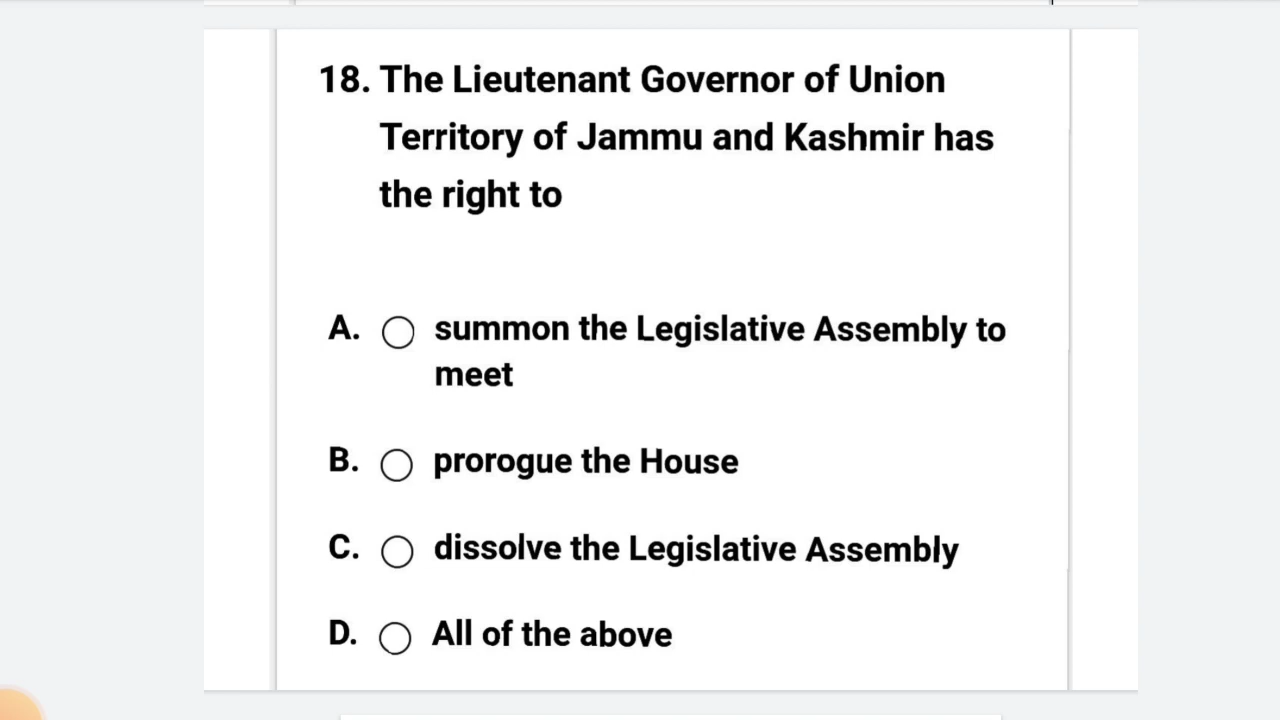 18. The Lieutenant Governor of Union
Territory of Jammu and Kashmir has
the right to
A. summon the Legislative Assembly to
meet
B. prorogue the House
C. dissolve the Legislative Assembly
D. All of the above